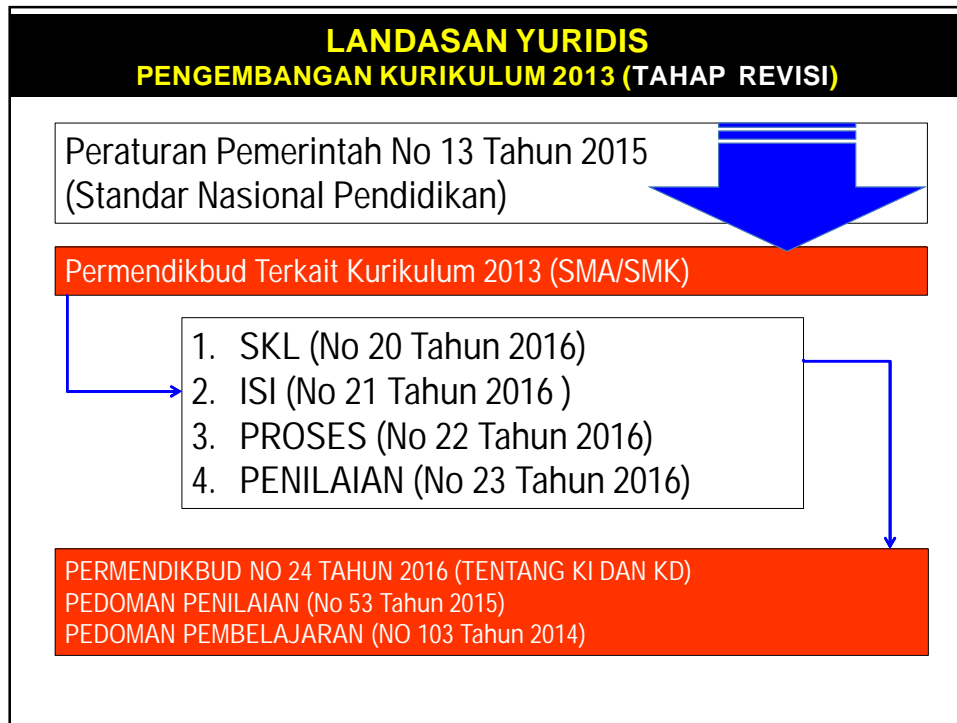 LANDASAN YURIDIS
PENGEMBANGAN KURIKULUM 2013 (TAHAP REVISI)
Peraturan Pemerintah No 13 Tahun 2015
(Standar Nasional Pendidikan)
Permendikbud Terkait Kurikulum 2013 (SMA/SMK)
1. SKL (No 20 Tahun 2016)
2. ISI (No 21 Tahun 2016 )
3. PROSES (No 22 Tahun 2016)
4. PENILAIAN (No 23 Tahun 2016)
PERMENDIKBUD NO 24 TAHUN 2016 (TENTANG KI DAN KD)
PEDOMAN PENILAIAN (No 53 Tahun 2015)
PEDOMAN PEMBELAJARAN (NO 103 Tahun 2014)